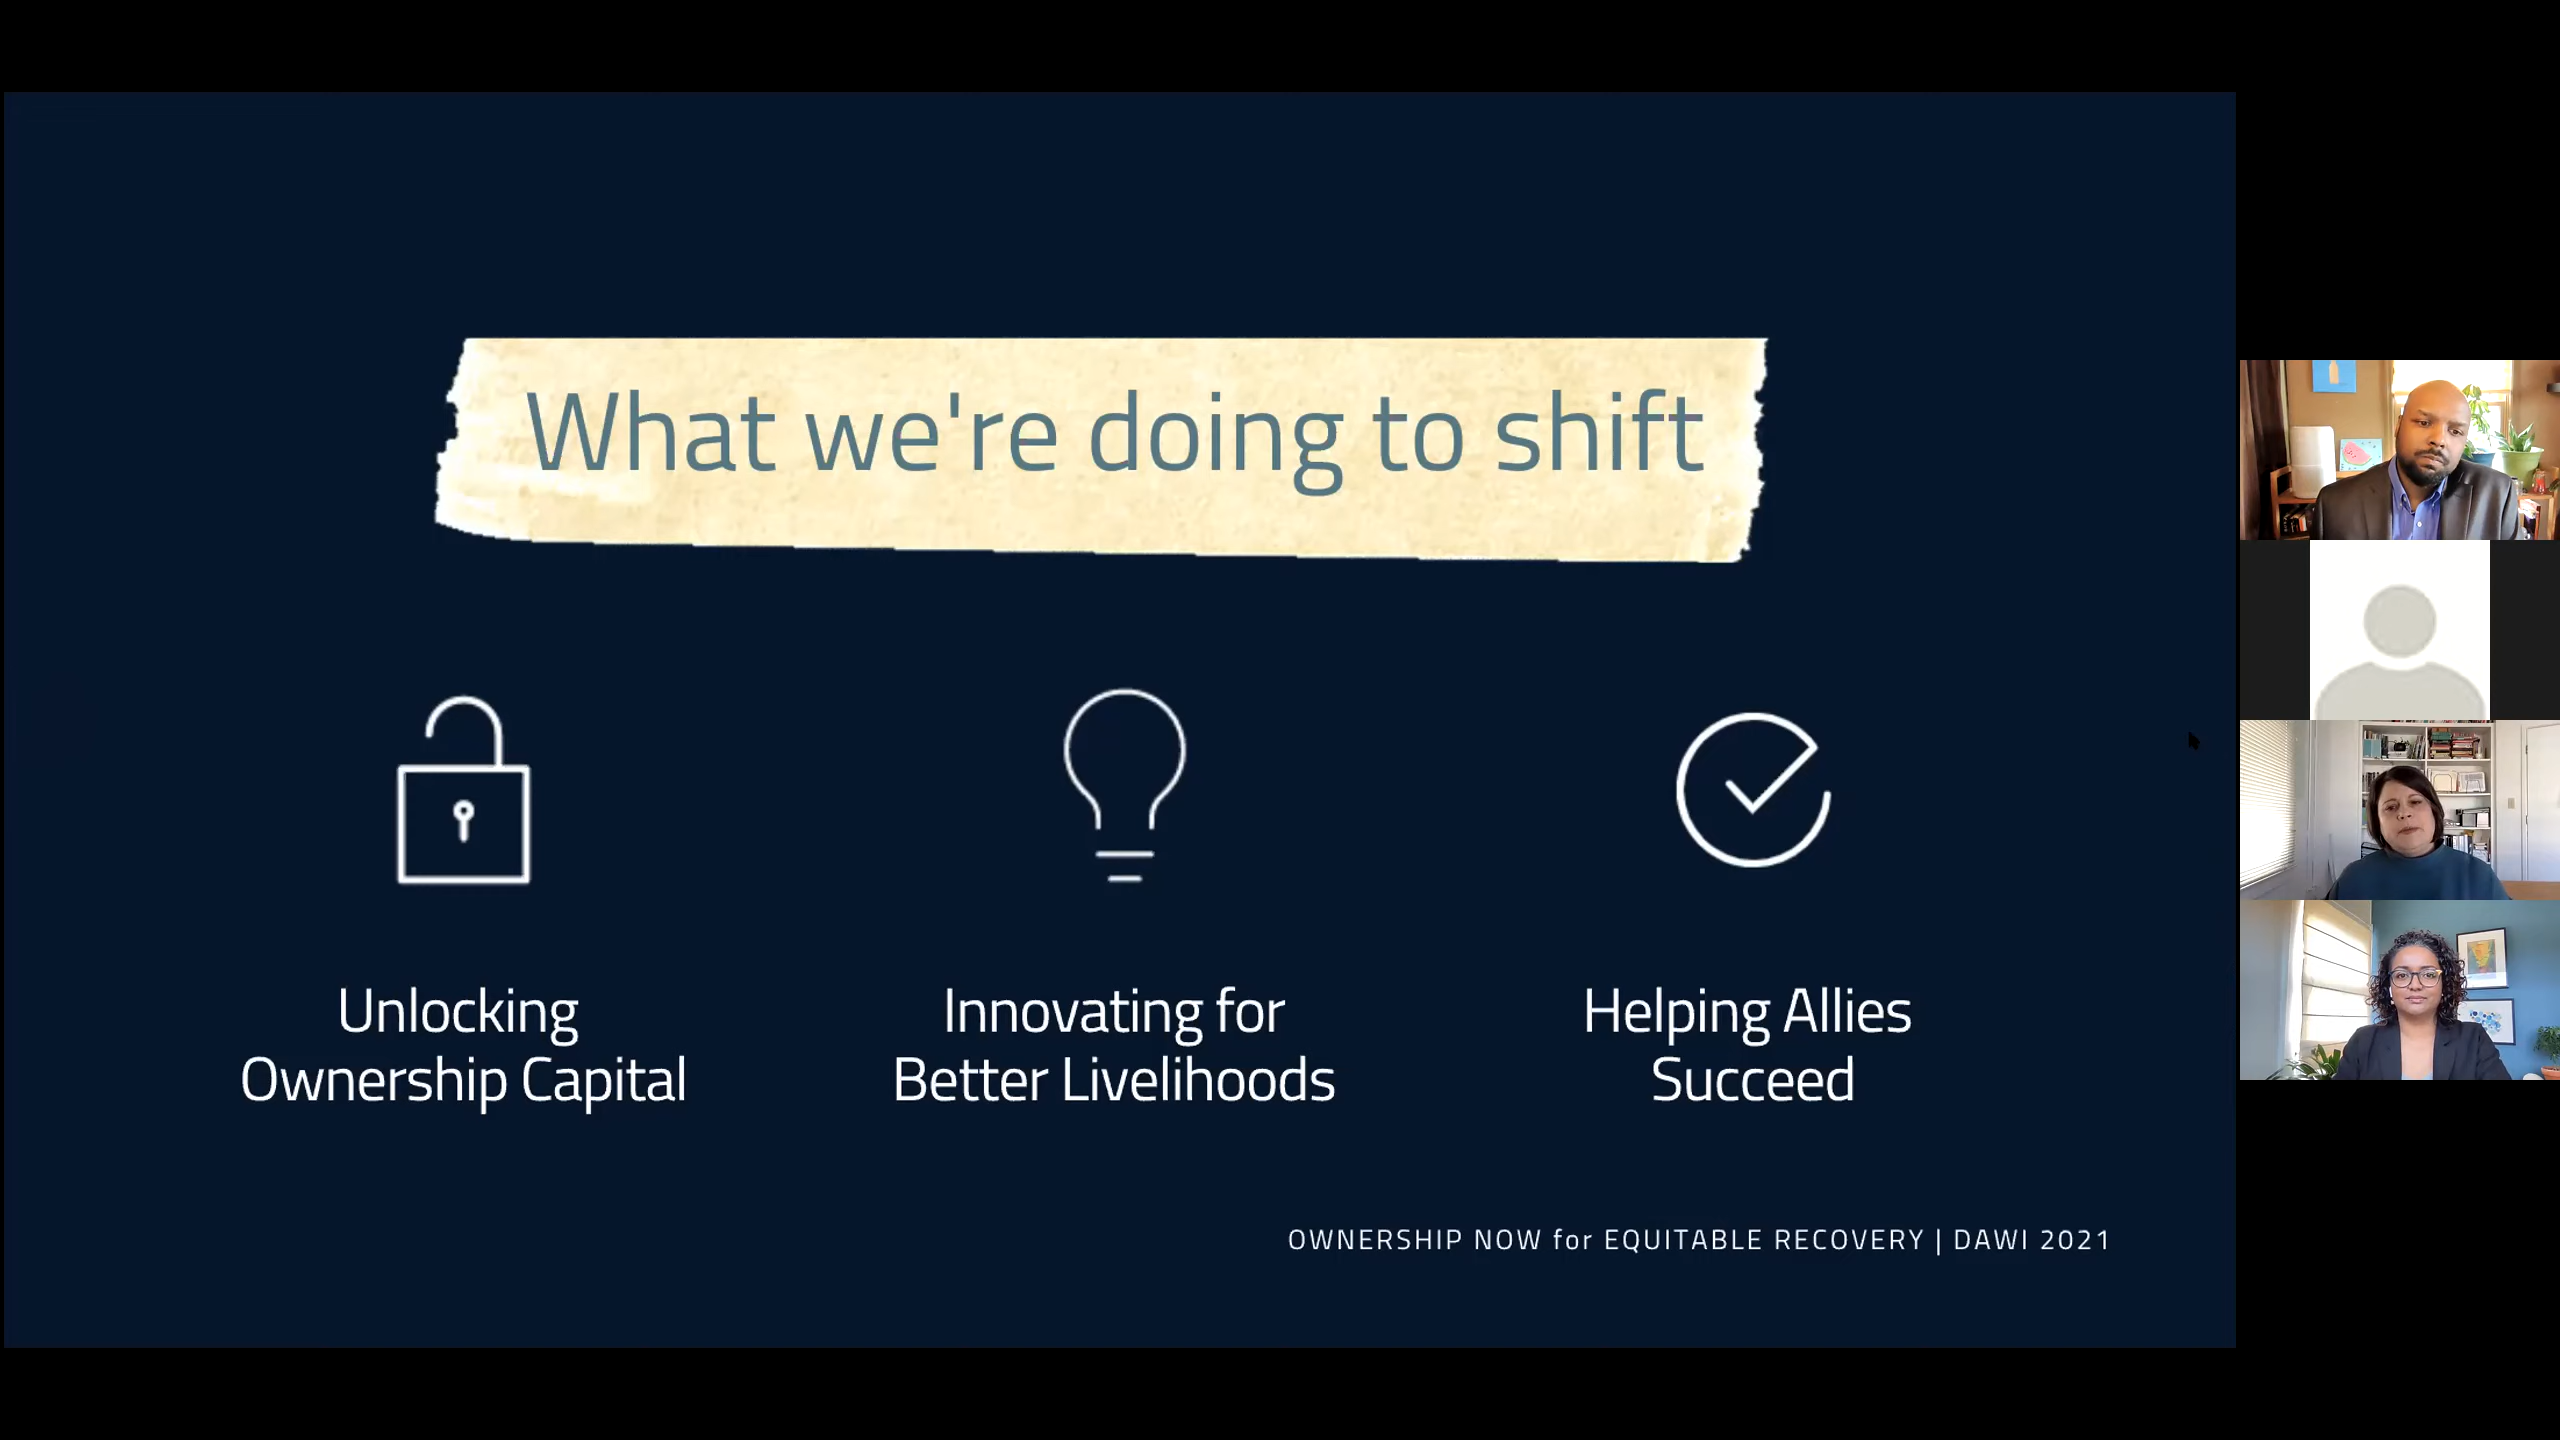 What we're doing to shift
Unlocking
Ownership Capital
Innovating for
Better Livelihoods
Helping Allies
Succeed
OWNERSHIP NOW for EQUITABLE RECOVERY | DAWI 2021